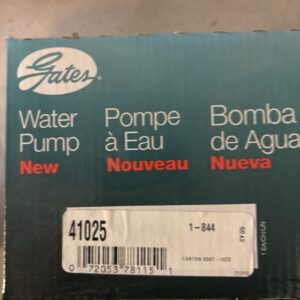 Gates
Water Pump
New
Pompe à Eau
Nouveau
Bomba de Agua
Nueva
41025
1-844
0 72053 78115 1